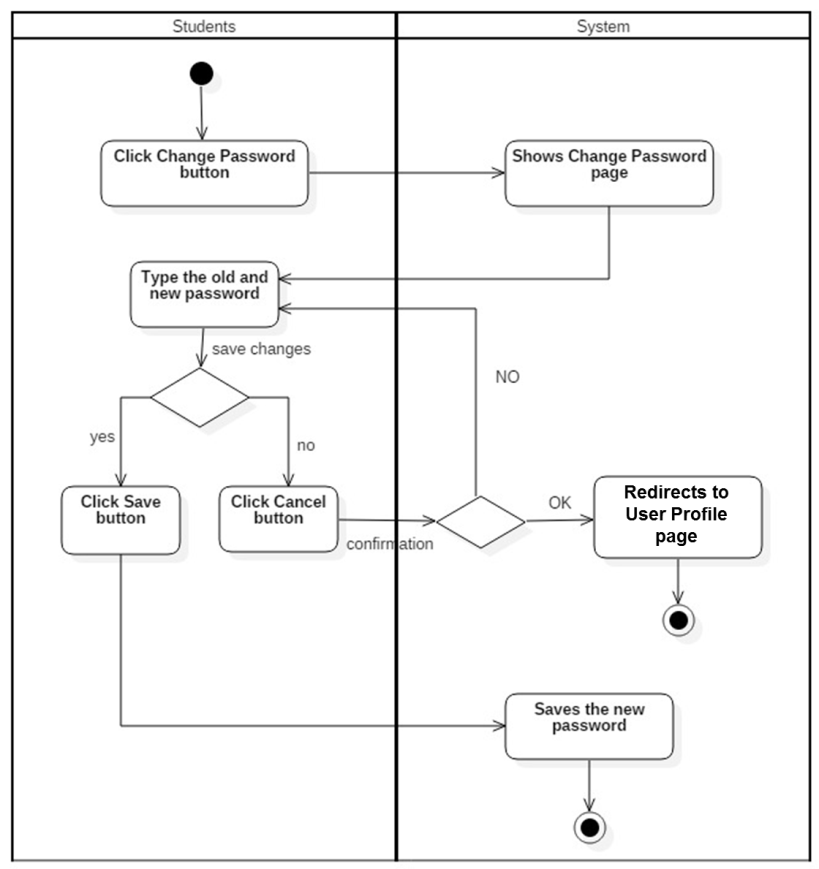 Students
System
Click Change Password
button
Shows Change Password
page
Type the old and
new password
save changes
NO
yes
no
Click Save
button
Click Cancel
button
confirmation
OK
Redirects to
User Profile
page
Saves the new
password